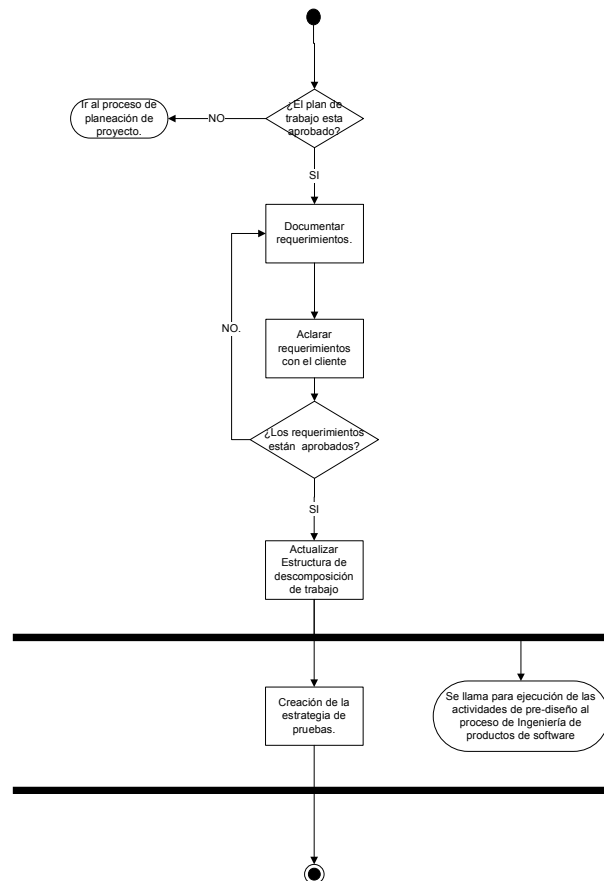 ¿El plan de
trabajo esta
aprobado?
NO
Ir al proceso de
planeación de
proyecto.
SI
Documentar
requerimientos.
NO.
Aclarar
requerimientos
con el cliente
¿Los requerimientos
están aprobados?
SI
Actualizar
Estructura de
descomposición
de trabajo
Creación de la
estrategia de
pruebas.
Se llama para ejecución de las
actividades de pre-diseño al
proceso de Ingeniería de
productos de software